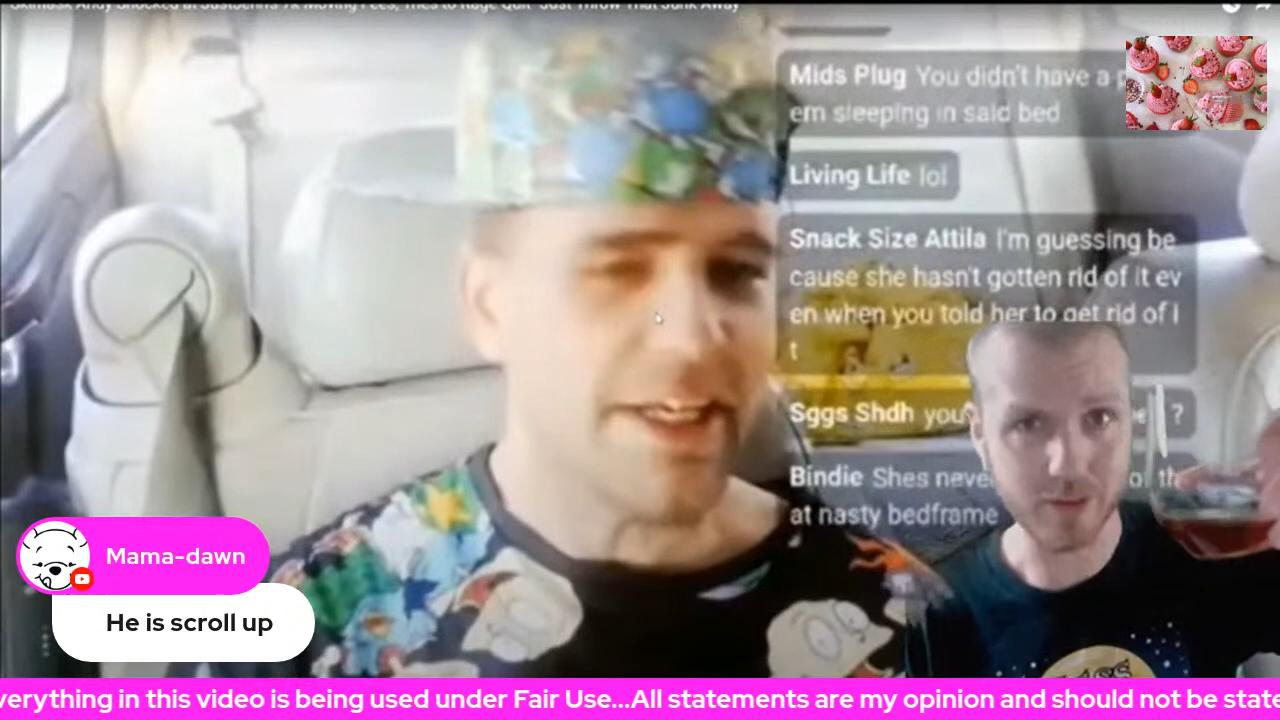 Mids Plug You didn't have a p
em sleeping in said bed
Living Life lol
Snack Size Attila I'm guessing be
cause she hasn't gotten rid of it ev
en when you told her to get rid of i
t
Sggs Shdh you ?
Bindie Shes neve of th
at nasty bedframe
Mama-dawn
He is scroll up
verything in this video is being used under Fair Use...All statements are my opinion and should not be state